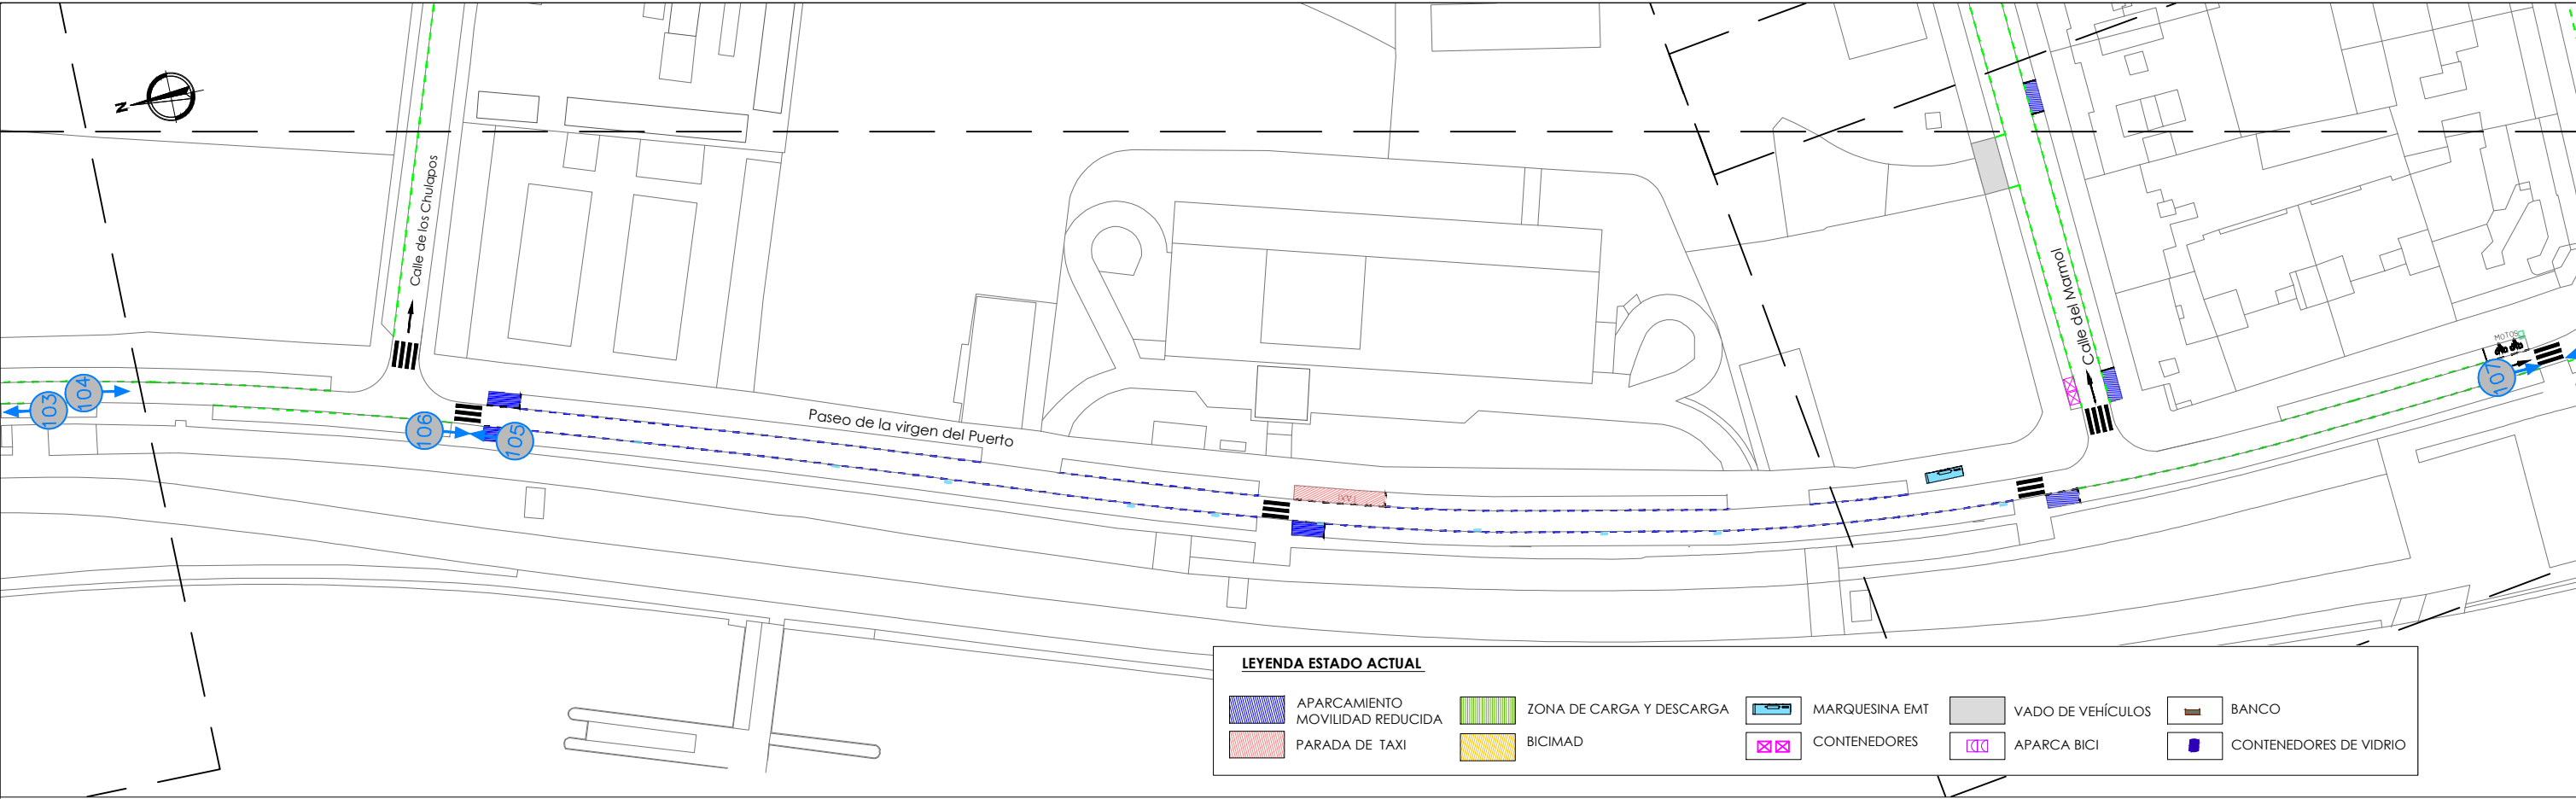 N
Calle de los Chulapos
103
104
106
105
Paseo de la virgen del Puerto
TAXI
Calle del Marmol
MOTOS
107
LEYENDA ESTADO ACTUAL
APARCAMIENTO
MOVILIDAD REDUCIDA
PARADA DE TAXI
ZONA DE CARGA Y DESCARGA
BICIMAD
MARQUESINA EMT
CONTENEDORES
VADO DE VEHÍCULOS
APARCA BICI
BANCO
CONTENEDORES DE VIDRIO